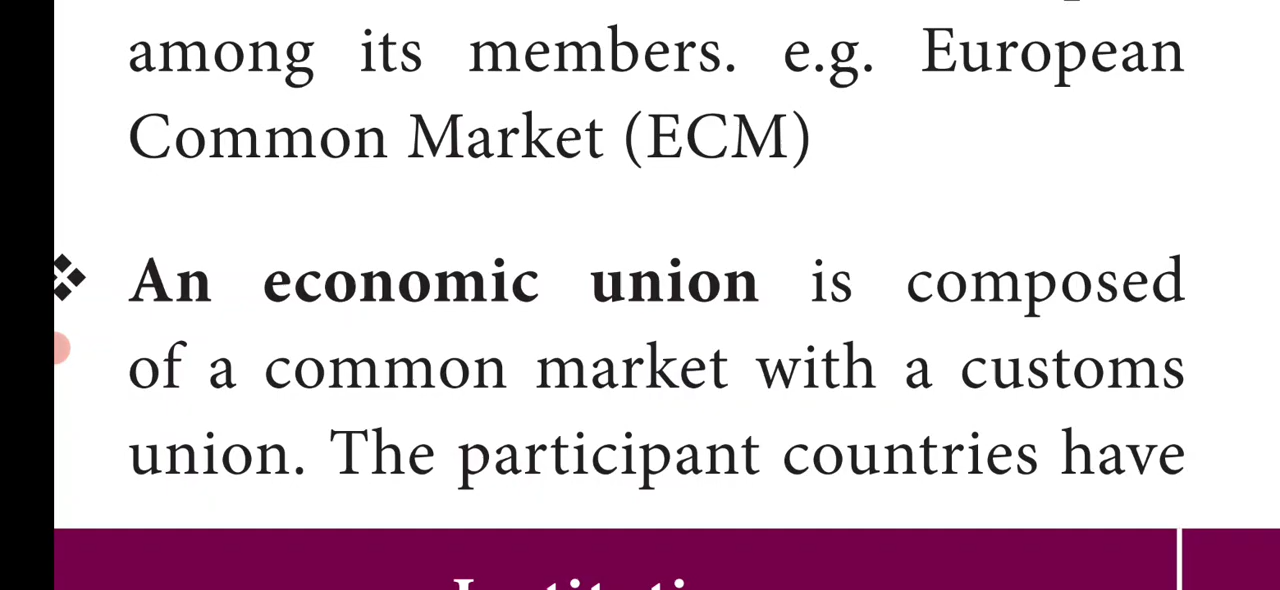 among its members. e.g. European
Common Market (ECM)
❖ An economic union is composed
of a common market with a customs
union. The participant countries have